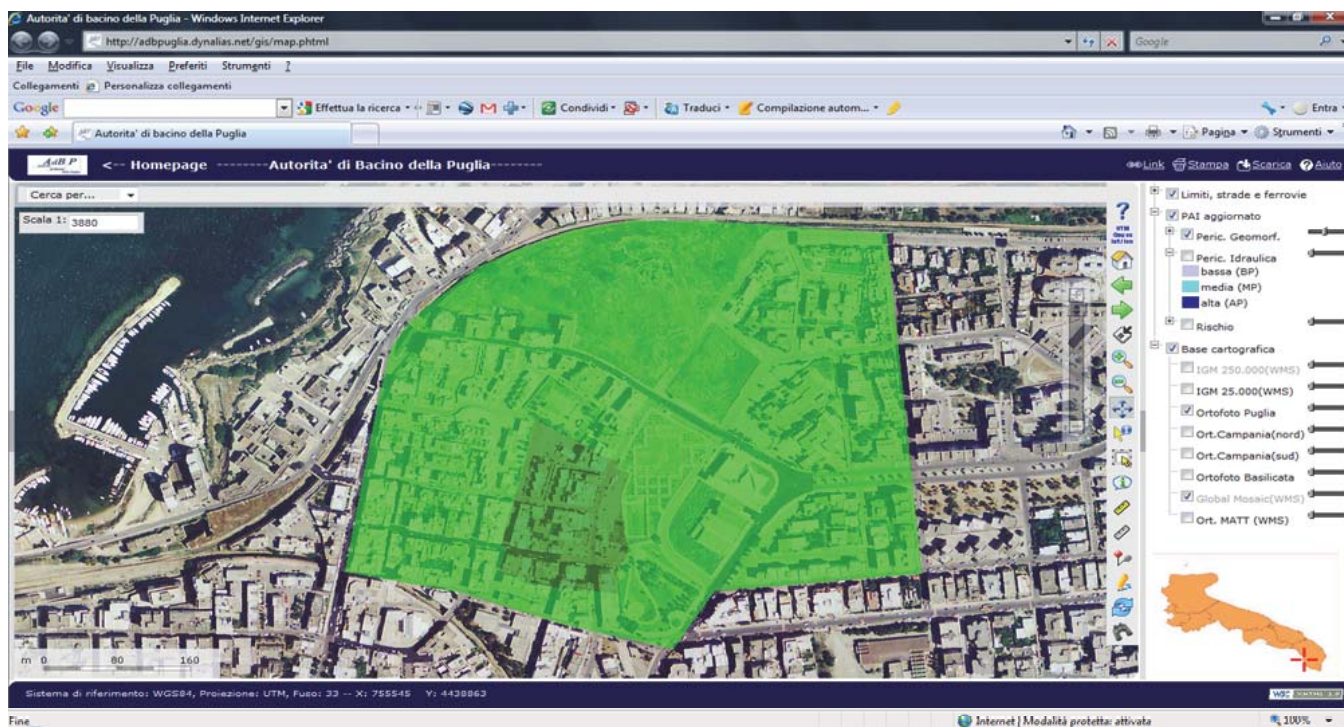 Autorita' di bacino della Puglia - Windows Internet Explorer
http://adbpuglia.dynalias.net/gis/map.phtml
Google
File Modifica Visualizza Preferiti Strumenti ?
Collegamenti Personalizza collegamenti
Google Effettua la ricerca Condividi Traduci Compilazione autom... Entra
Autorita' di bacino della Puglia Pagina Strumenti
AdB P <-- Homepage --------Autorita' di Bacino della Puglia-------- Link Stampa Scarica Aiuto
Cerca per...
Scala 1: 3880
?
UTM
Limiti, strade e ferrovie
PAI aggiornato
Peric. Geomorf.
Peric. Idraulica
bassa (BP)
media (MP)
alta (AP)
Rischio
Base cartografica
IGM 250.000(WMS)
IGM 25.000(WMS)
Ortofoto Puglia
Ort.Campania(nord)
Ort.Campania(sud)
Ortofoto Basilicata
Global Mosaic(WMS)
Ort. MATT (WMS)
m 0 80 160
Sistema di riferimento: WGS84, Proiezione: UTM, Fuso: 33 -- X: 755545 Y: 4438863
W3C XHTML 1.0
Fine Internet | Modalità protetta: attivata 100%